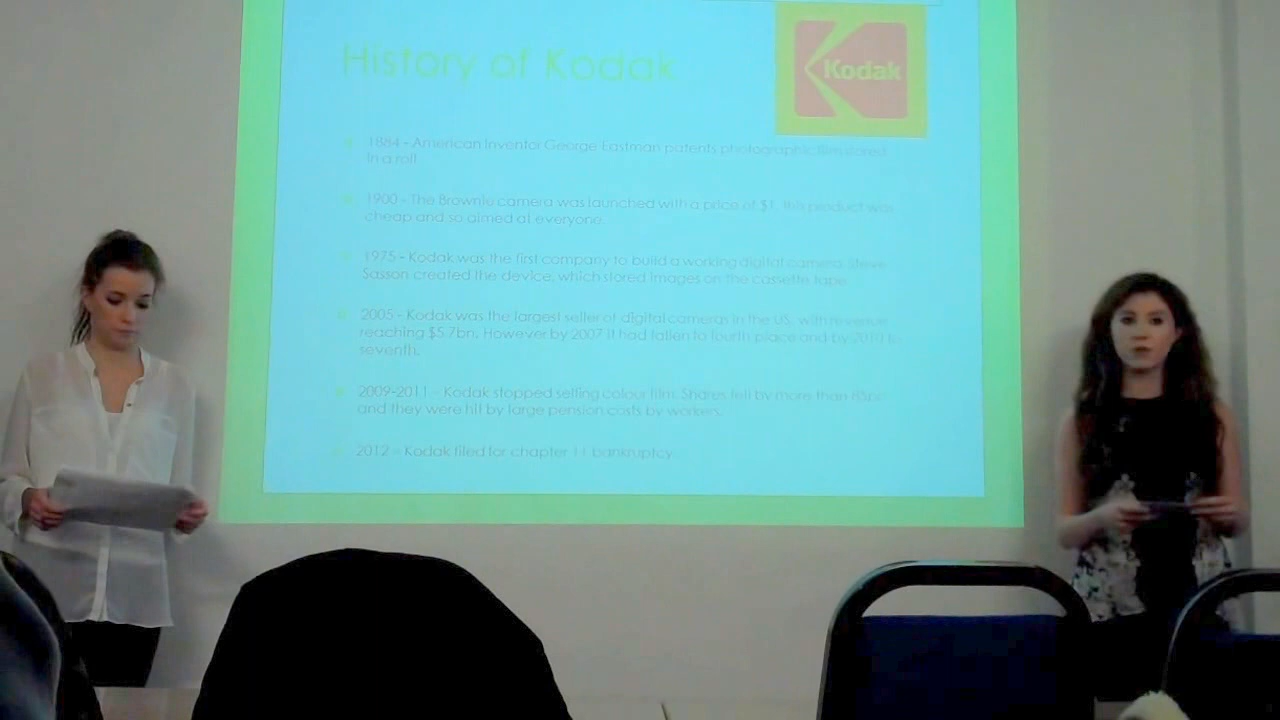 History of Kodak
Kodak
1884 - American Inventor George Eastman patents photographic film stored
in a roll
1900 - The Brownie camera was launched with a price of $1, this product was
cheap and so aimed at everyone.
1975 - Kodak was the first company to build a working digital camera. Steve
Sasson created the device, which stored images on the cassette tape.
2005 - Kodak was the largest seller of digital cameras in the US, with revenue
reaching $5.7bn. However by 2007 it had fallen to fourth place and by 2010 to
seventh.
2009-2011 - Kodak stopped selling colour film. Shares fell by more than
and they were hit by large pension costs by workers.
2012 - Kodak filed for chapter 11 bankruptcy.